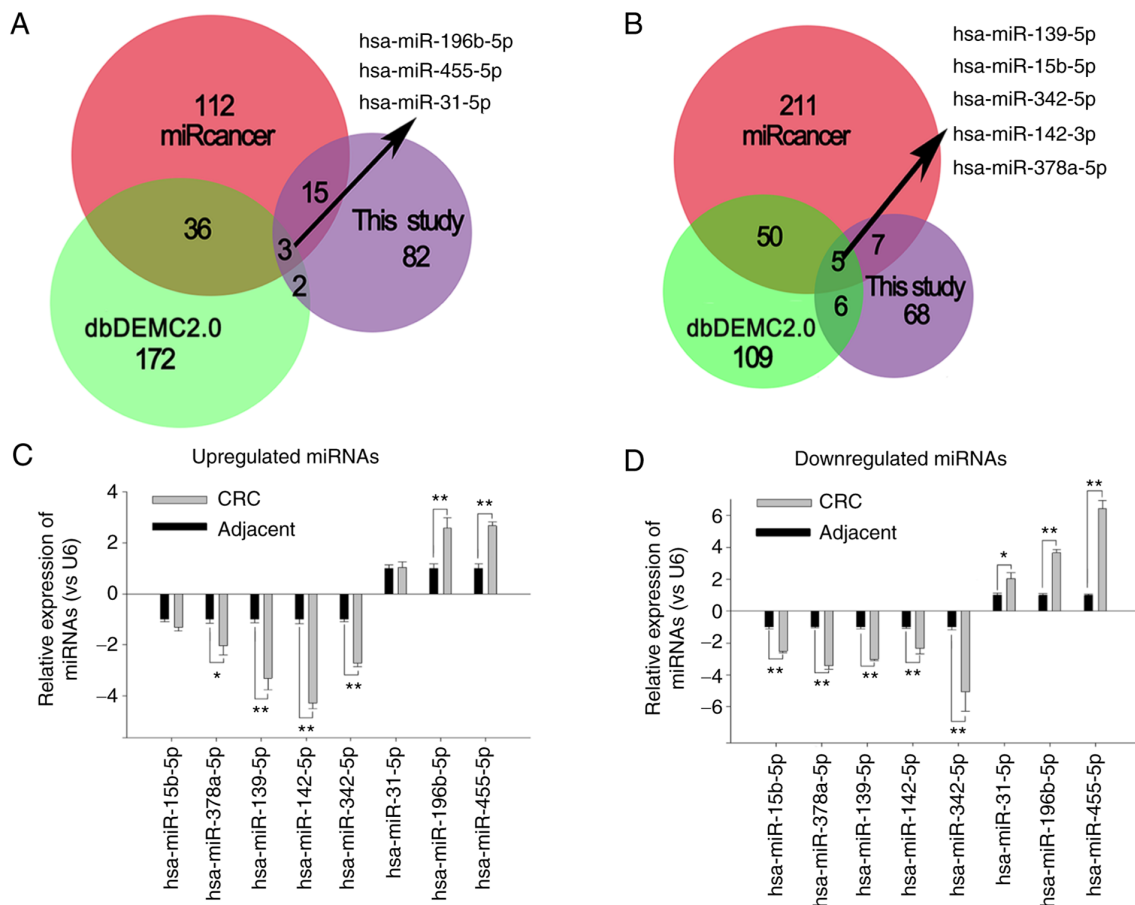 A
hsa-miR-196b-5p
hsa-miR-455-5p
hsa-miR-31-5p
112
miRcancer
15
36
This study
82
3
2
dbDEMC2.0
172
B
hsa-miR-139-5p
hsa-miR-15b-5p
hsa-miR-342-5p
hsa-miR-142-3p
hsa-miR-378a-5p
211
miRcancer
50
7
5
6
This study
68
dbDEMC2.0
109
C
Upregulated miRNAs
CRC
Adjacent
Relative expression of
miRNAs (vs U6)
4
2
0
−2
−4
**
**
*
**
**
**
hsa-miR-15b-5p
hsa-miR-378a-5p
hsa-miR-139-5p
hsa-miR-142-5p
hsa-miR-342-5p
hsa-miR-31-5p
hsa-miR-196b-5p
hsa-miR-455-5p
D
Downregulated miRNAs
CRC
Adjacent
Relative expression of
miRNAs (vs U6)
6
4
2
0
−2
−4
−6
**
**
*
**
**
**
**
**
hsa-miR-15b-5p
hsa-miR-378a-5p
hsa-miR-139-5p
hsa-miR-142-5p
hsa-miR-342-5p
hsa-miR-31-5p
hsa-miR-196b-5p
hsa-miR-455-5p